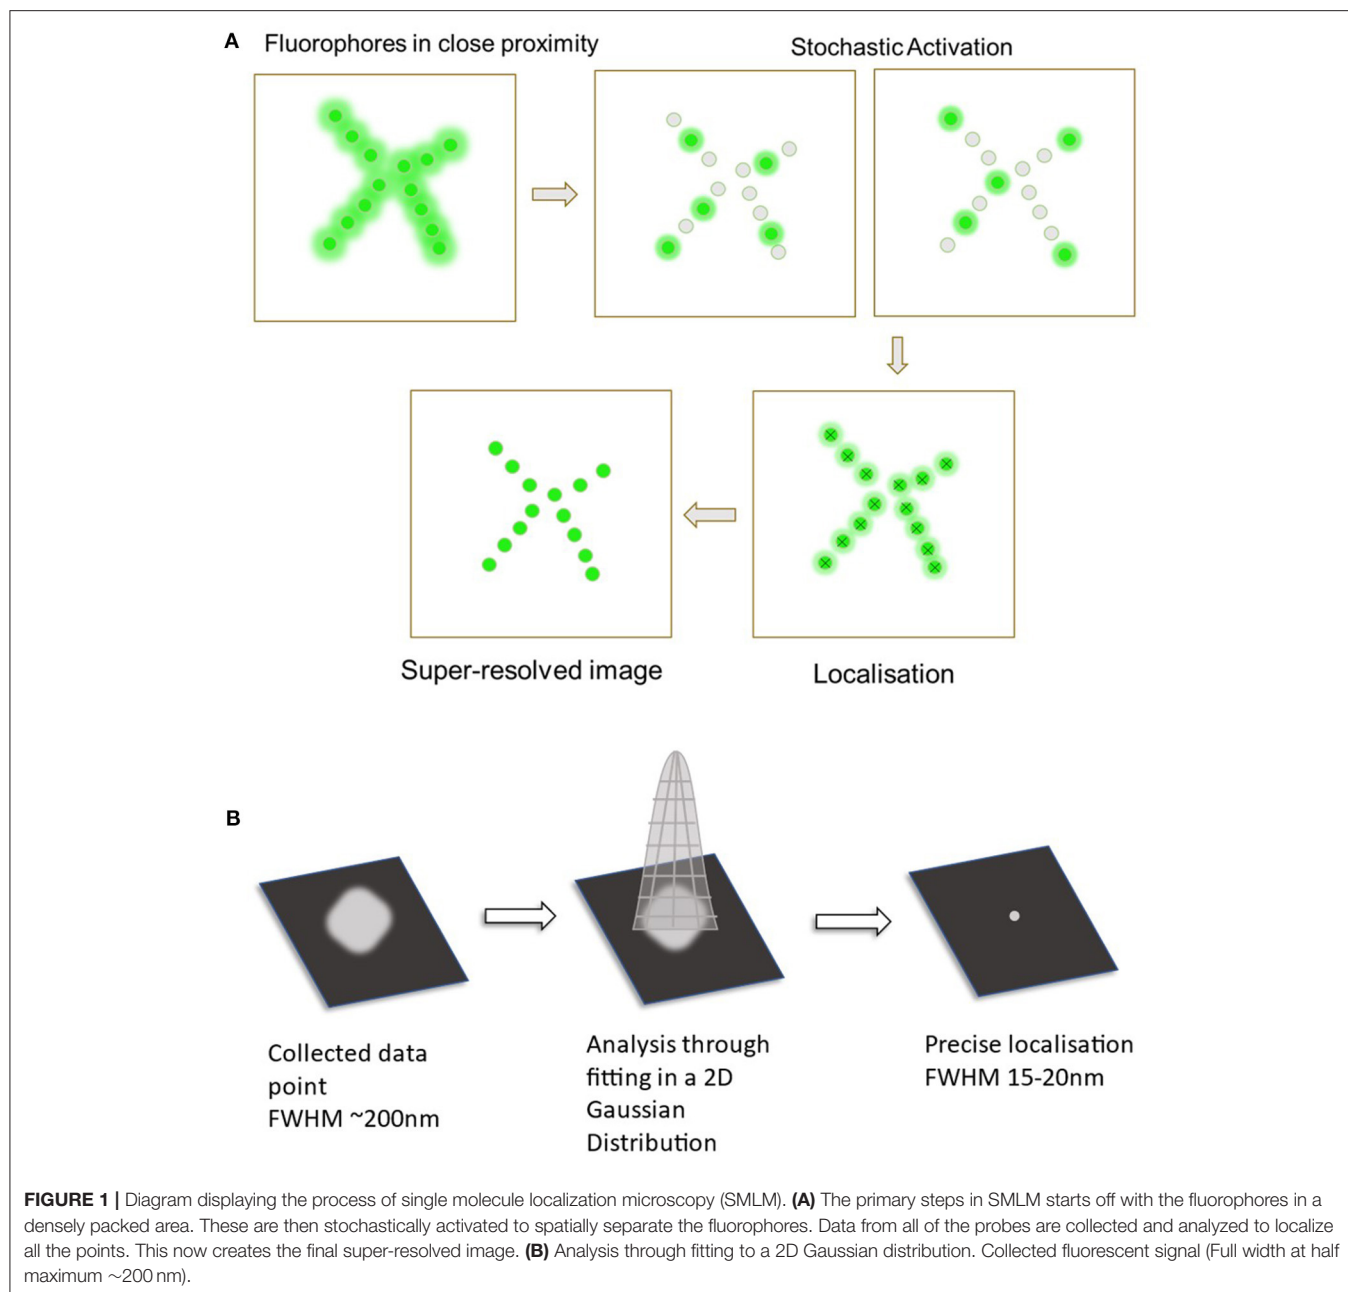 A Fluorophores in close proximity Stochastic Activation
Super-resolved image Localisation
B
Collected data
point
FWHM ~200nm
Analysis through
fitting in a 2D
Gaussian
Distribution
Precise localisation
FWHM 15-20nm
FIGURE 1 | Diagram displaying the process of single molecule localization microscopy (SMLM). (A) The primary steps in SMLM starts off with the fluorophores in a
densely packed area. These are then stochastically activated to spatially separate the fluorophores. Data from all of the probes are collected and analyzed to localize
all the points. This now creates the final super-resolved image. (B) Analysis through fitting to a 2D Gaussian distribution. Collected fluorescent signal (Full width at half
maximum ∼200 nm).